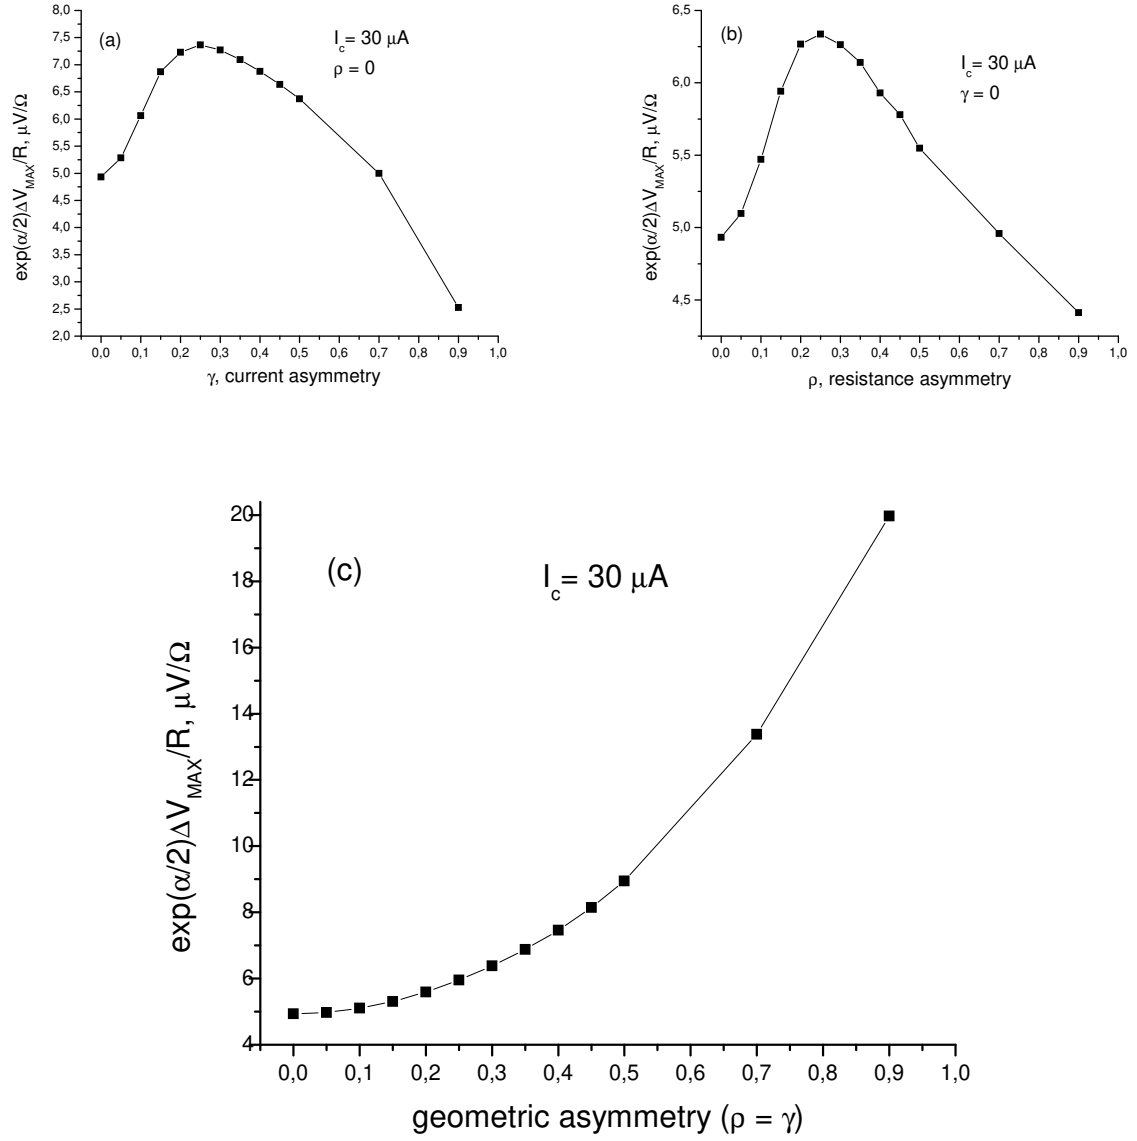 (a)
I_c= 30 μA
ρ = 0
exp(α/2)ΔV_MAX/R, μV/Ω
8,0
7,5
7,0
6,5
6,0
5,5
5,0
4,5
4,0
3,5
3,0
2,5
2,0
0,0 0,1 0,2 0,3 0,4 0,5 0,6 0,7 0,8 0,9 1,0
γ, current asymmetry
(b)
I_c= 30 μA
γ = 0
exp(α/2)ΔV_MAX/R, μV/Ω
6,5
6,0
5,5
5,0
4,5
0,0 0,1 0,2 0,3 0,4 0,5 0,6 0,7 0,8 0,9 1,0
ρ, resistance asymmetry
(c)
I_c= 30 μA
exp(α/2)ΔV_MAX/R, μV/Ω
20
18
16
14
12
10
8
6
4
0,0 0,1 0,2 0,3 0,4 0,5 0,6 0,7 0,8 0,9 1,0
geometric asymmetry (ρ = γ)